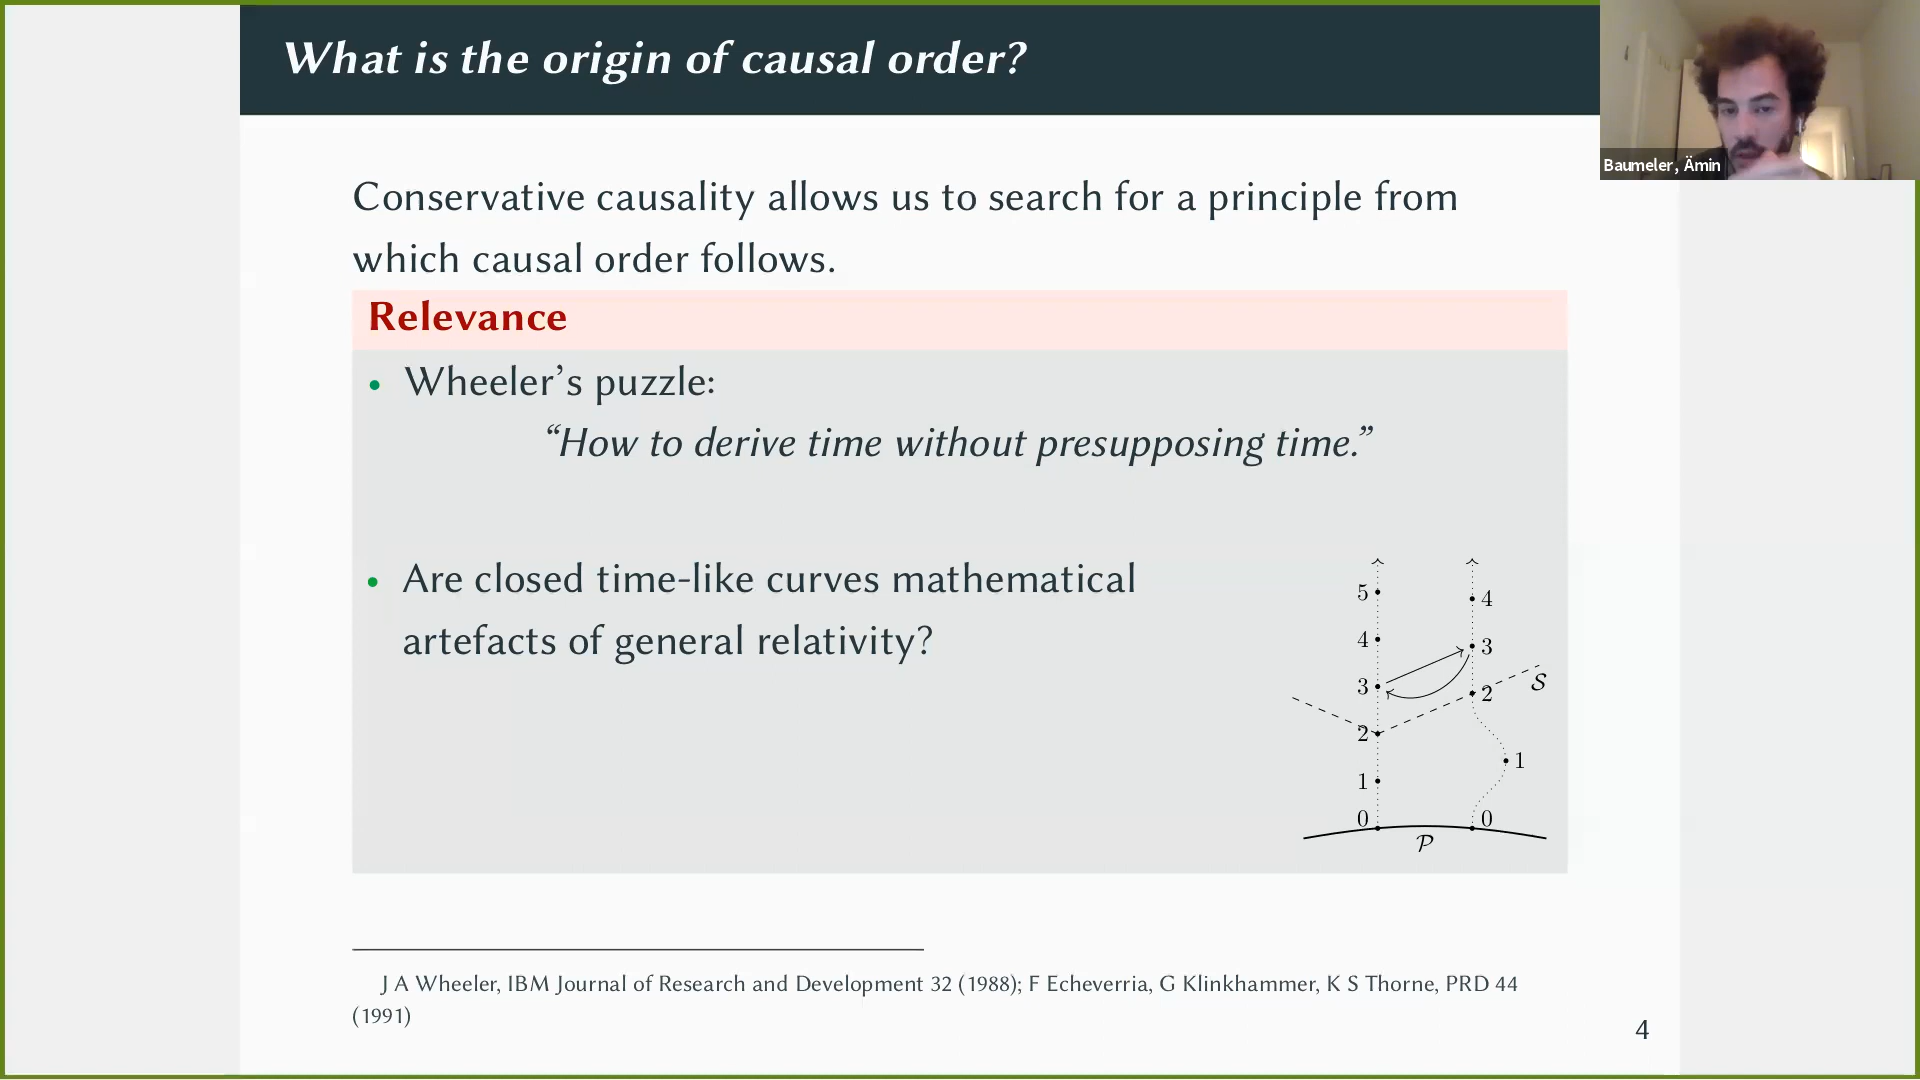 What is the origin of causal order?
Baumeler, Ämin
Conservative causality allows us to search for a principle from
which causal order follows.
Relevance
• Wheeler’s puzzle:
“How to derive time without presupposing time.”
• Are closed time-like curves mathematical
artefacts of general relativity?
5
4
4
3
3
S
2
2
1
1
0
0
P
J A Wheeler, IBM Journal of Research and Development 32 (1988); F Echeverria, G Klinkhammer, K S Thorne, PRD 44
(1991)
4